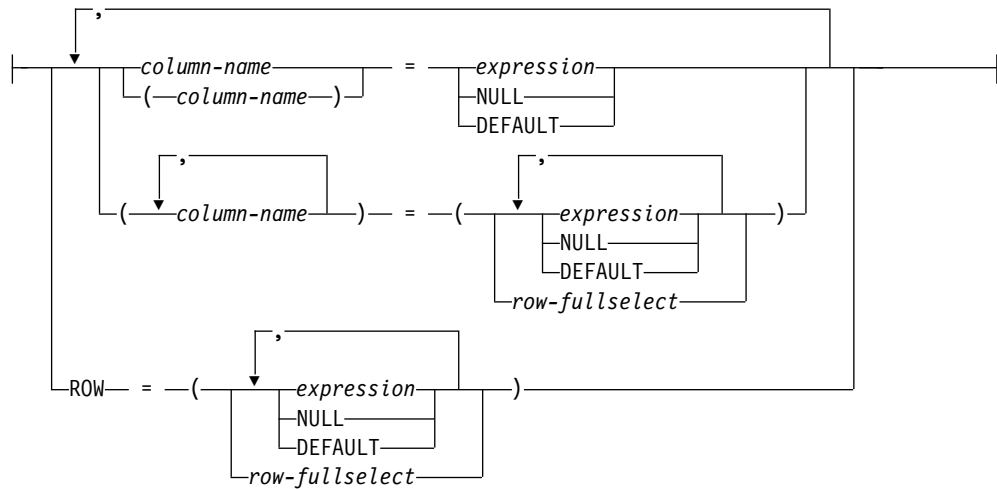 ,
column-name = expression
( column-name ) NULL
DEFAULT
, ,
( column-name ) = ( expression )
NULL
DEFAULT
row-fullselect
,
ROW = ( expression )
NULL
DEFAULT
row-fullselect